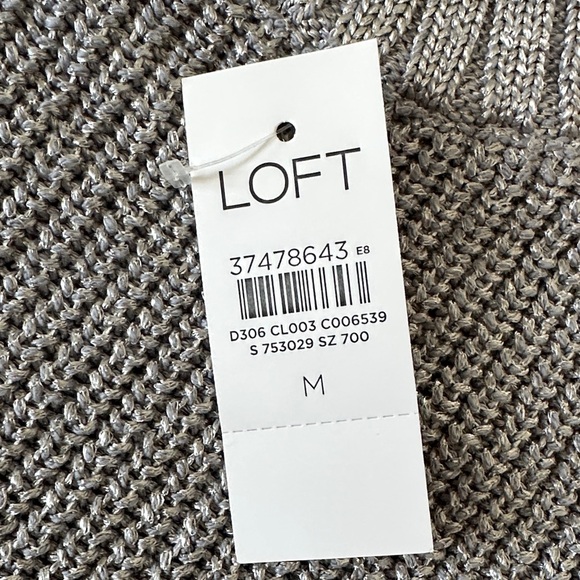 LOFT
37478643 E8
D306 CL003 C006539
S 753029 SZ 700
M